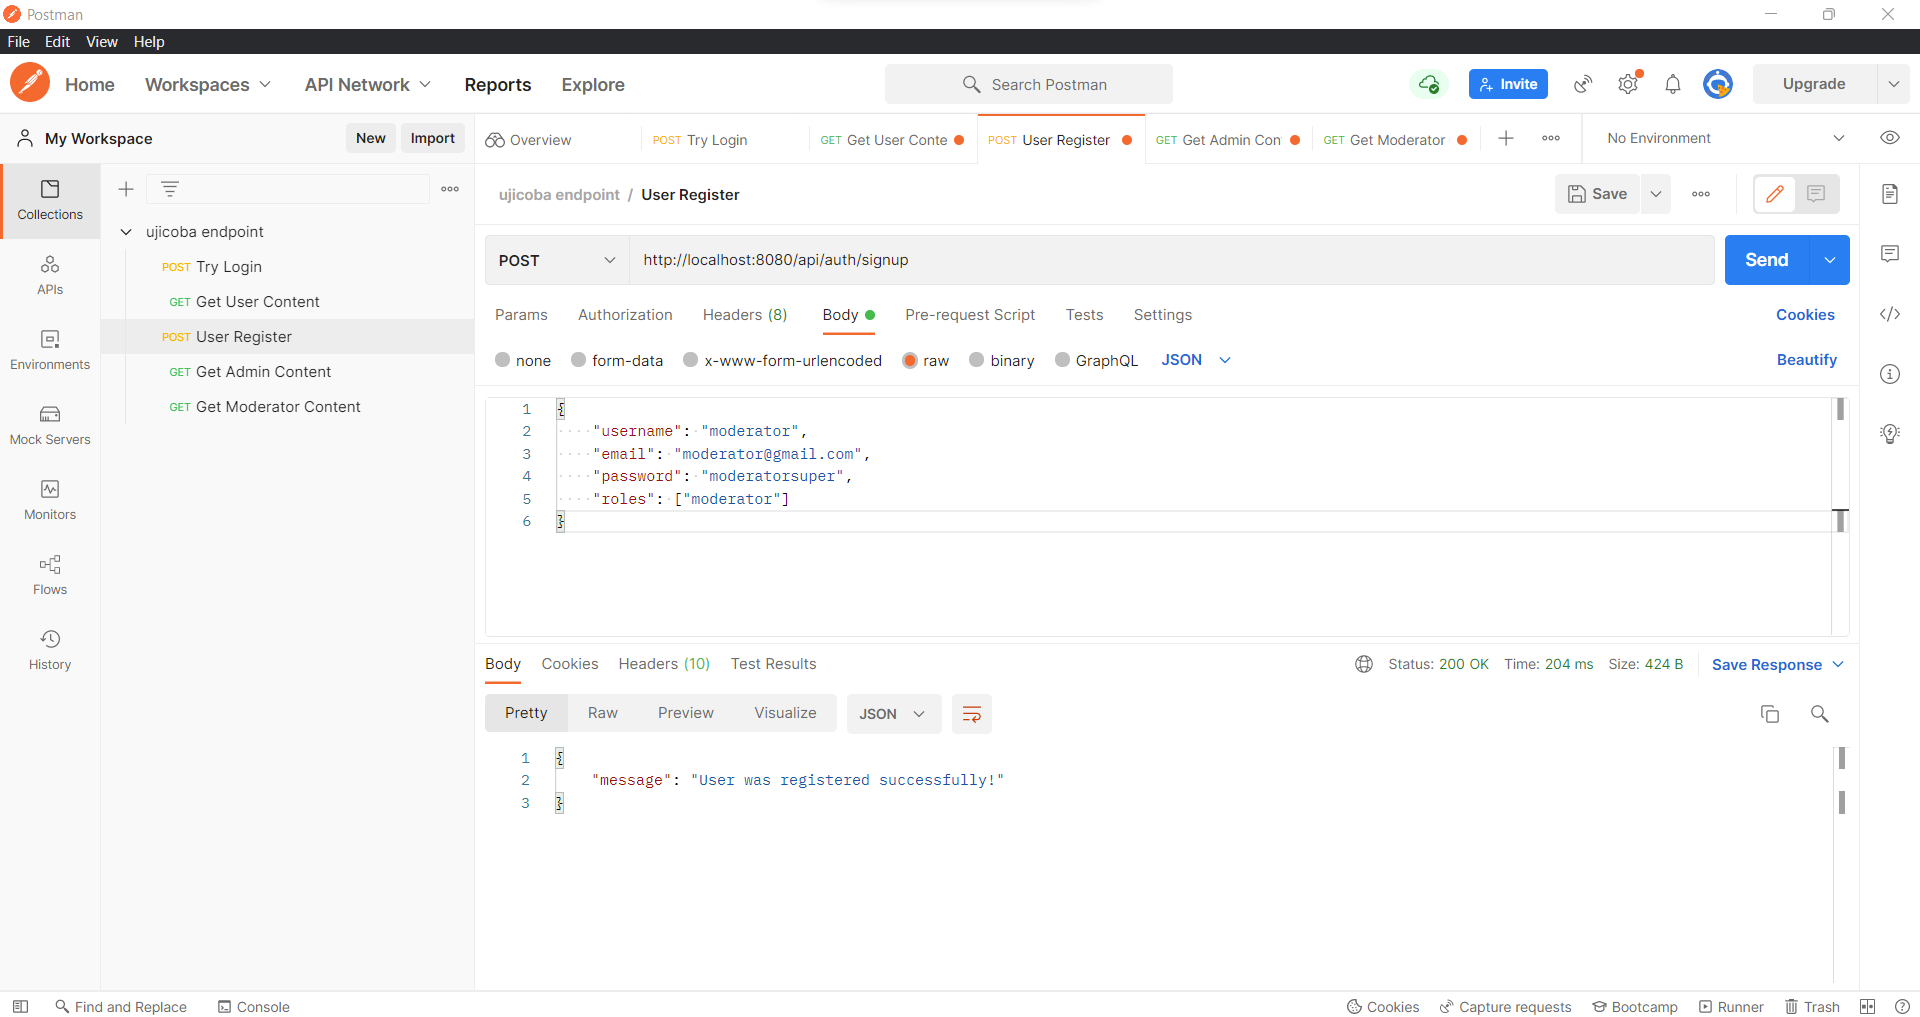 Postman
File Edit View Help
Home Workspaces API Network Reports Explore Search Postman Invite Upgrade
My Workspace New Import
Overview POST Try Login GET Get User Conte POST User Register GET Get Admin Con GET Get Moderator No Environment
Collections
APIs
Environments
Mock Servers
Monitors
Flows
History
ujicoba endpoint
POST Try Login
GET Get User Content
POST User Register
GET Get Admin Content
GET Get Moderator Content
ujicoba endpoint / User Register Save
POST http://localhost:8080/api/auth/signup Send
Params Authorization Headers (8) Body Pre-request Script Tests Settings Cookies
none form-data x-www-form-urlencoded raw binary GraphQL JSON Beautify
1 {
2 "username": "moderator",
3 "email": "moderator@gmail.com",
4 "password": "moderatorsuper",
5 "roles": ["moderator"]
6 }
Body Cookies Headers (10) Test Results Status: 200 OK Time: 204 ms Size: 424 B Save Response
Pretty Raw Preview Visualize JSON
1 {
2 "message": "User was registered successfully!"
3 }
Find and Replace Console Cookies Capture requests Bootcamp Runner Trash